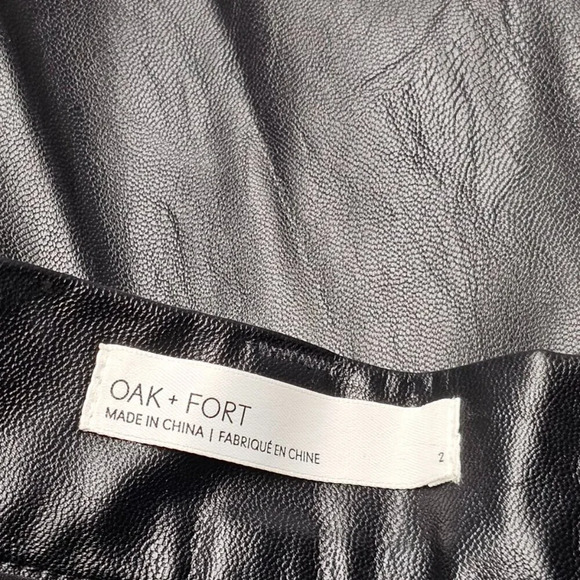 OAK + FORT
MADE IN CHINA | FABRIQUÉ EN CHINE
2